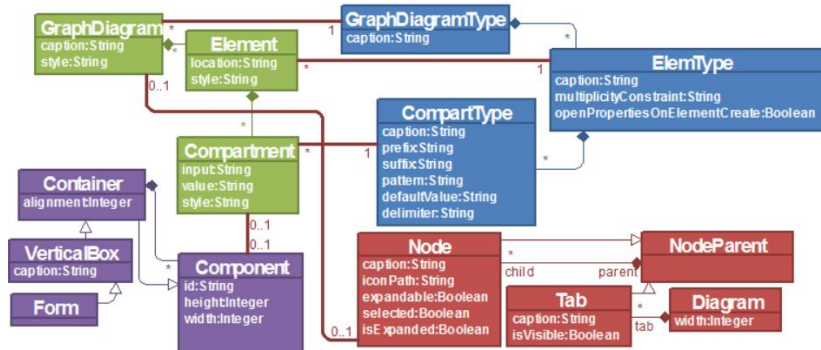 GraphDiagram
caption:String
style:String
*
*
1
GraphDiagramType
caption:String
*
Element
location:String
style:String
*
1
ElemType
caption:String
multiplicityConstraint:String
openPropertiesOnElementCreate:Boolean
0..1
*
CompartType
caption:String
prefix:String
suffix:String
pattern:String
defaultValue:String
delimiter:String
*
Compartment
input:String
value:String
style:String
*
1
0..1
0..1
Container
alignment:Integer
*
VerticalBox
caption:String
Form
Component
id:String
height:Integer
width:Integer
Node
caption:String
iconPath:String
expandable:Boolean
selected:Boolean
isExpanded:Boolean
0..1
*
child
parent
NodeParent
Tab
caption:String
isVisible:Boolean
*
tab
Diagram
width:Integer